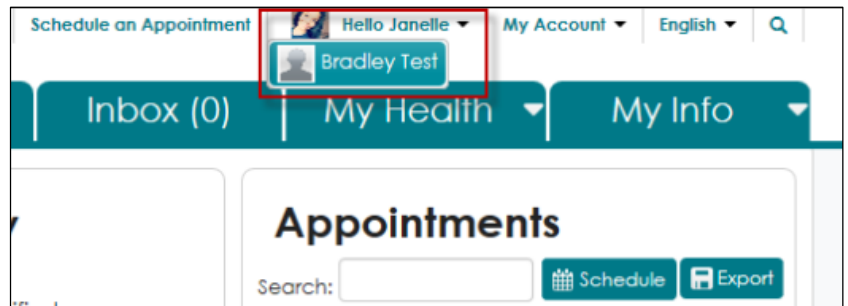 Schedule an Appointment Hello Janelle My Account English
Bradley Test
Inbox (0) My Health My Info
Appointments
Search: Schedule Export